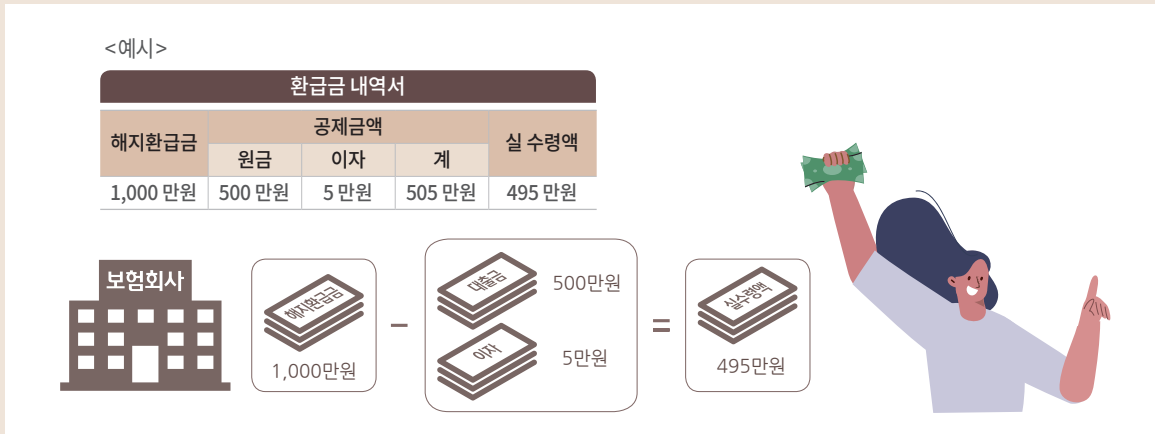 <예시>
환급금 내역서
해지환급금 공제금액 실 수령액
원금 이자 계
1,000 만원 500 만원 5 만원 505 만원 495 만원
보험회사
해지환급금
1,000만원
−
대출금
500만원
이자
5만원
=
실수령액
495만원